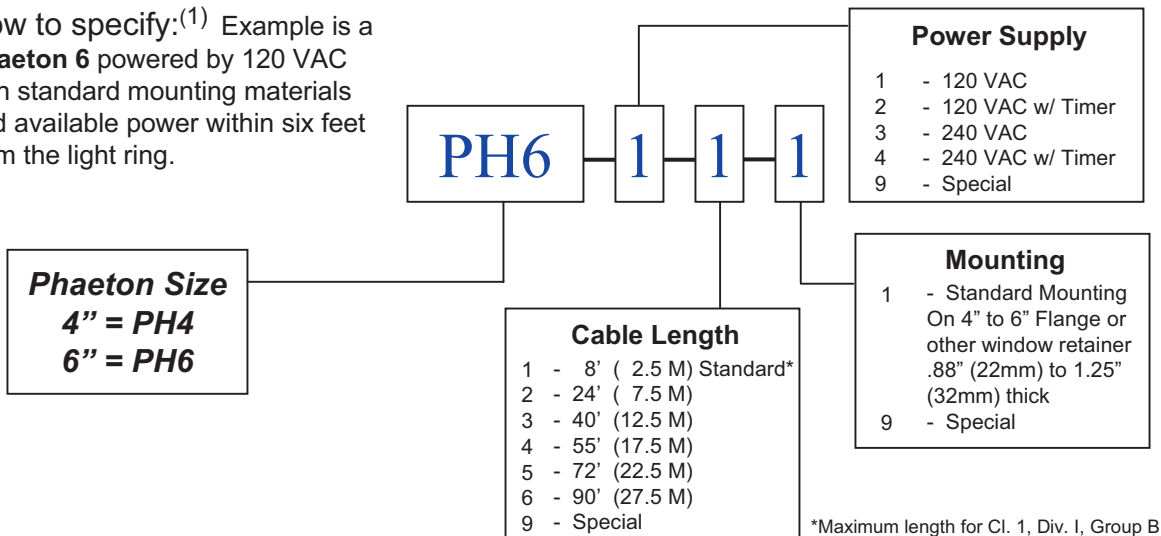 ow to specify:(1) Example is a
aeton 6 powered by 120 VAC
h standard mounting materials
d available power within six feet
m the light ring.
PH6 - 1 - 1 - 1
Power Supply
1 - 120 VAC
2 - 120 VAC w/ Timer
3 - 240 VAC
4 - 240 VAC w/ Timer
9 - Special
Phaeton Size
4” = PH4
6” = PH6
Cable Length
1 - 8’ ( 2.5 M) Standard*
2 - 24’ ( 7.5 M)
3 - 40’ (12.5 M)
4 - 55’ (17.5 M)
5 - 72’ (22.5 M)
6 - 90’ (27.5 M)
9 - Special
Mounting
1 - Standard Mounting
On 4” to 6” Flange or
other window retainer
.88” (22mm) to 1.25”
(32mm) thick
9 - Special
*Maximum length for Cl. 1, Div. I, Group B